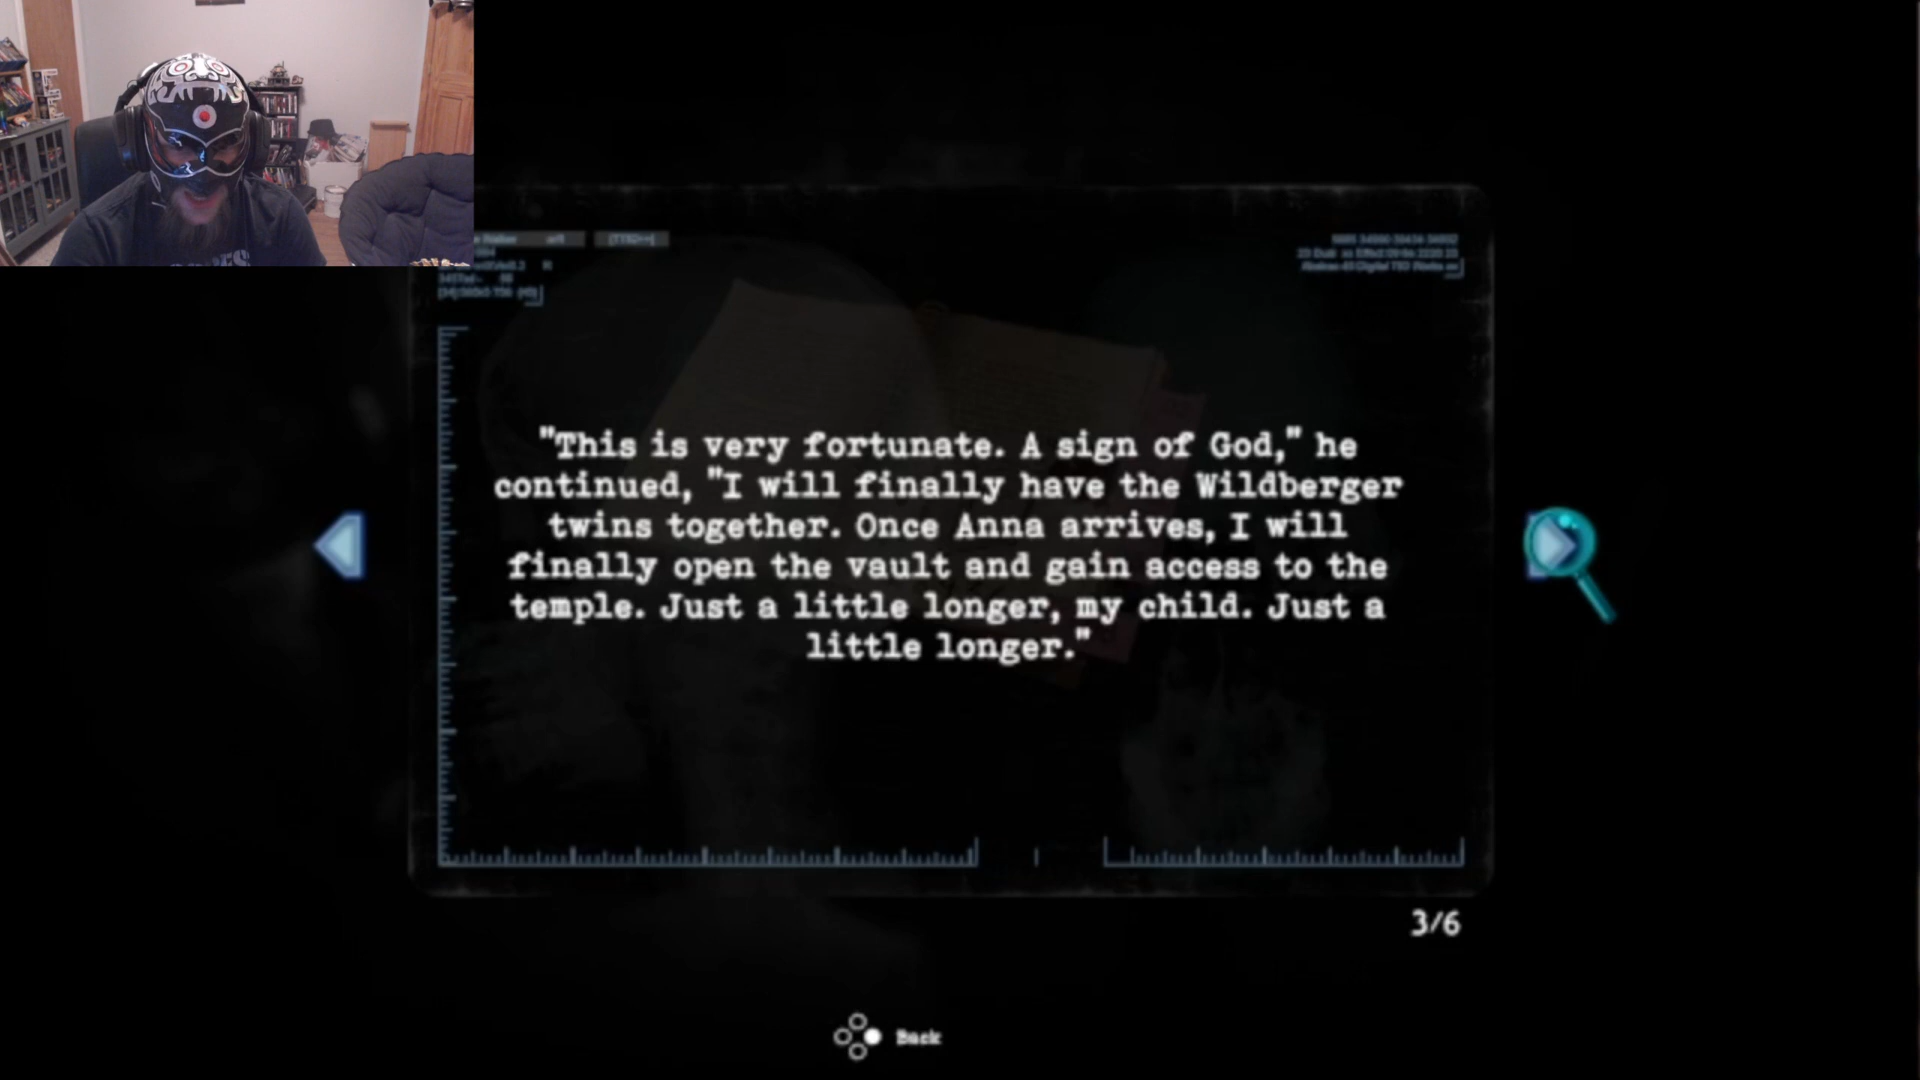 "This is very fortunate. A sign of God," he
continued, "I will finally have the Wildberger
twins together. Once Anna arrives, I will
finally open the vault and gain access to the
temple. Just a little longer, my child. Just a
little longer."
3/6
Back